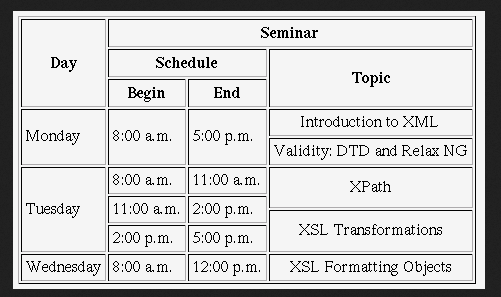 Seminar
Day
Schedule
Topic
Begin
End
Monday
8:00 a.m.
5:00 p.m.
Introduction to XML
Validity: DTD and Relax NG
Tuesday
8:00 a.m.
11:00 a.m.
XPath
11:00 a.m.
2:00 p.m.
XSL Transformations
2:00 p.m.
5:00 p.m.
Wednesday
8:00 a.m.
12:00 p.m.
XSL Formatting Objects